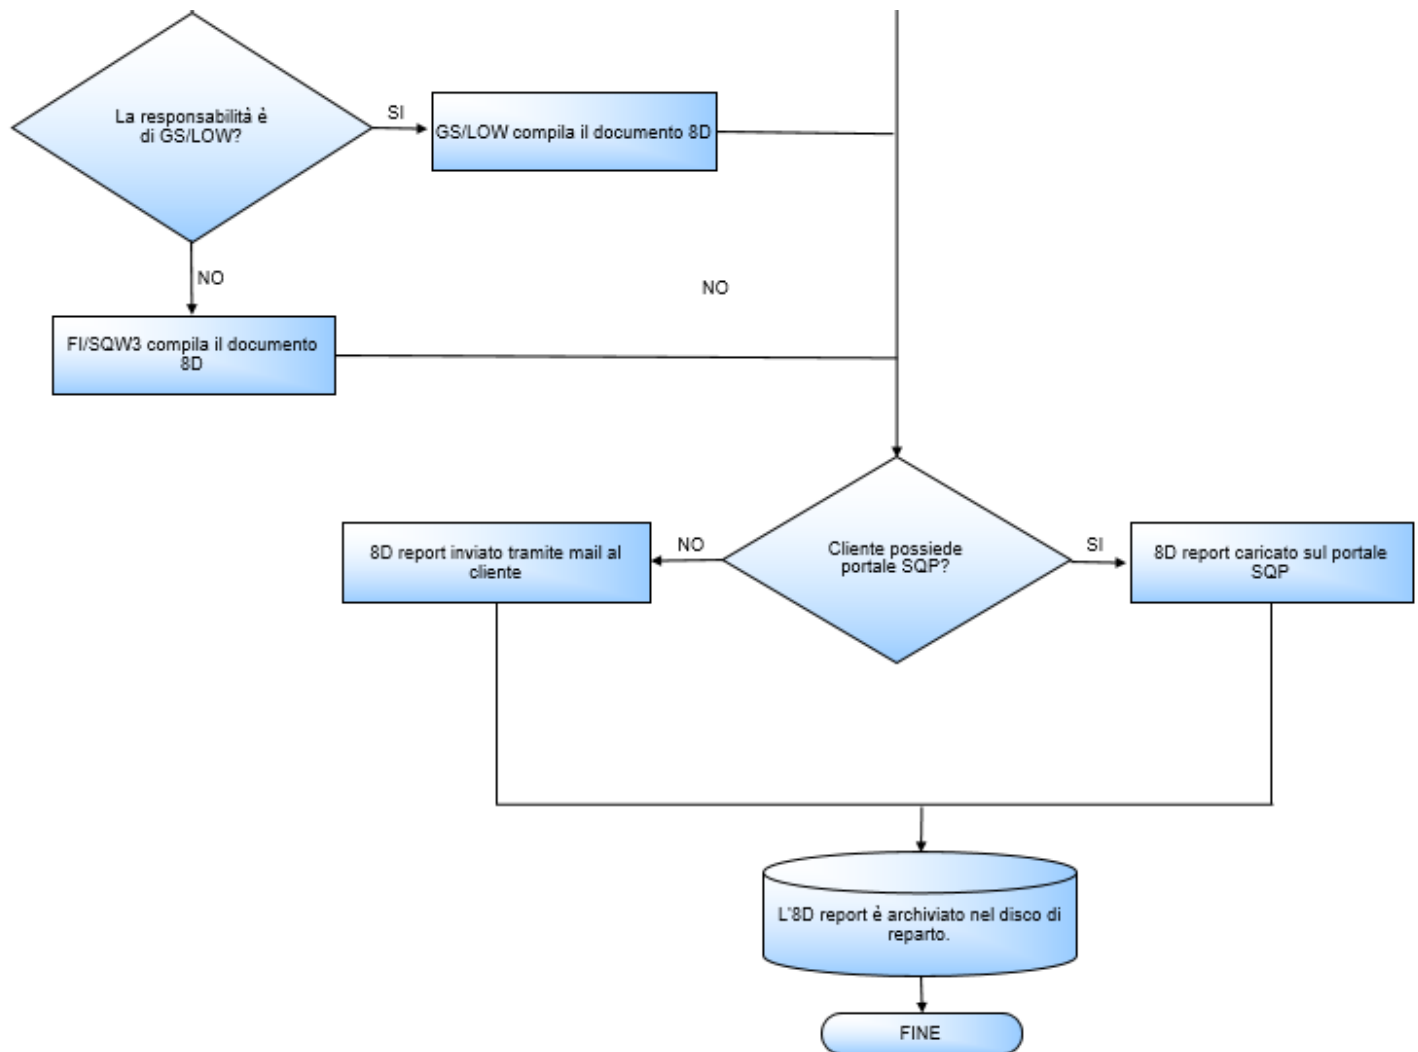 La responsabilità è
di GS/LOW?
SI
GS/LOW compila il documento 8D
NO
NO
FI/SQW3 compila il documento
8D
8D report inviato tramite mail al
cliente
NO
Cliente possiede
portale SQP?
SI
8D report caricato sul portale
SQP
L'8D report è archiviato nel disco di
reparto.
FINE